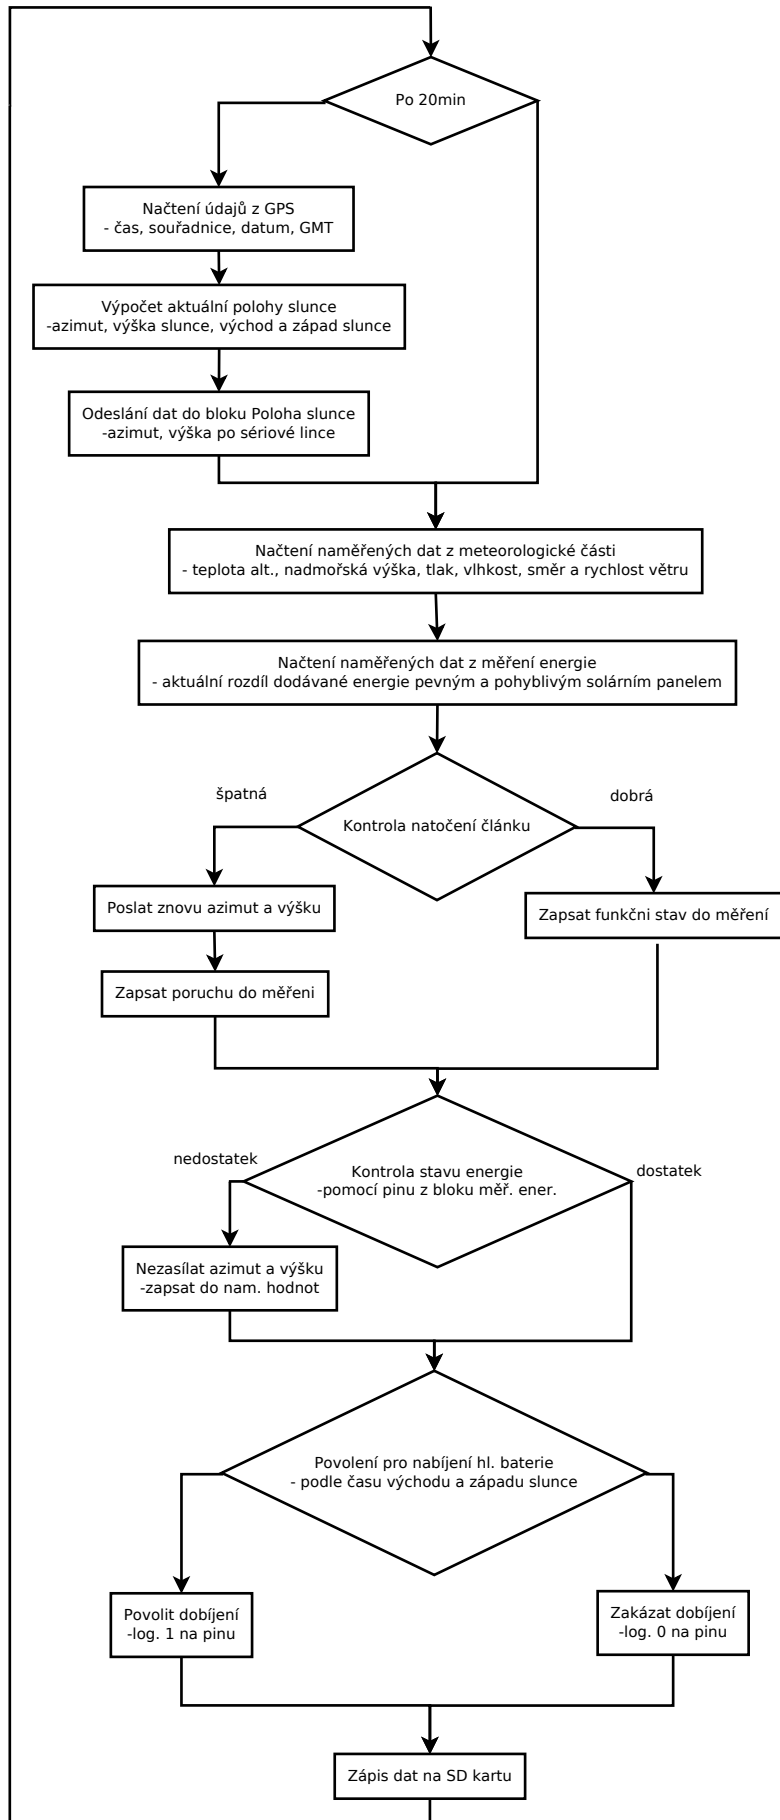 Po 20min
Načtení údajů z GPS
- čas, souřadnice, datum, GMT
Výpočet aktuální polohy slunce
-azimut, výška slunce, východ a západ slunce
Odeslání dat do bloku Poloha slunce
-azimut, výška po sériové lince
Načtení naměřených dat z meteorologické části
- teplota alt., nadmořská výška, tlak, vlhkost, směr a rychlost větru
Načtení naměřených dat z měření energie
- aktuální rozdíl dodávané energie pevným a pohyblivým solárním panelem
špatná
dobrá
Kontrola natočení článku
Poslat znovu azimut a výšku
Zapsat funkčni stav do měření
Zapsat poruchu do měřeni
nedostatek
dostatek
Kontrola stavu energie
-pomocí pinu z bloku měř. ener.
Nezasílat azimut a výšku
-zapsat do nam. hodnot
Povolení pro nabíjení hl. baterie
- podle času východu a západu slunce
Povolit dobíjení
-log. 1 na pinu
Zakázat dobíjení
-log. 0 na pinu
Zápis dat na SD kartu